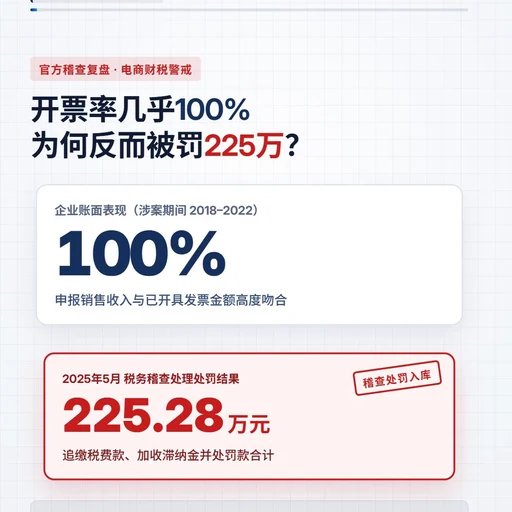 官方稽查复盘 · 电商财税警戒
开票率几乎100%
为何反而被罚225万？
企业账面表现（涉案期间 2018–2022）
100%
申报销售收入与已开具发票金额高度吻合
2025年5月 税务稽查处理处罚结果
稽查处罚入库
225.28 万元
追缴税费款、加收滞纳金并处罚款合计